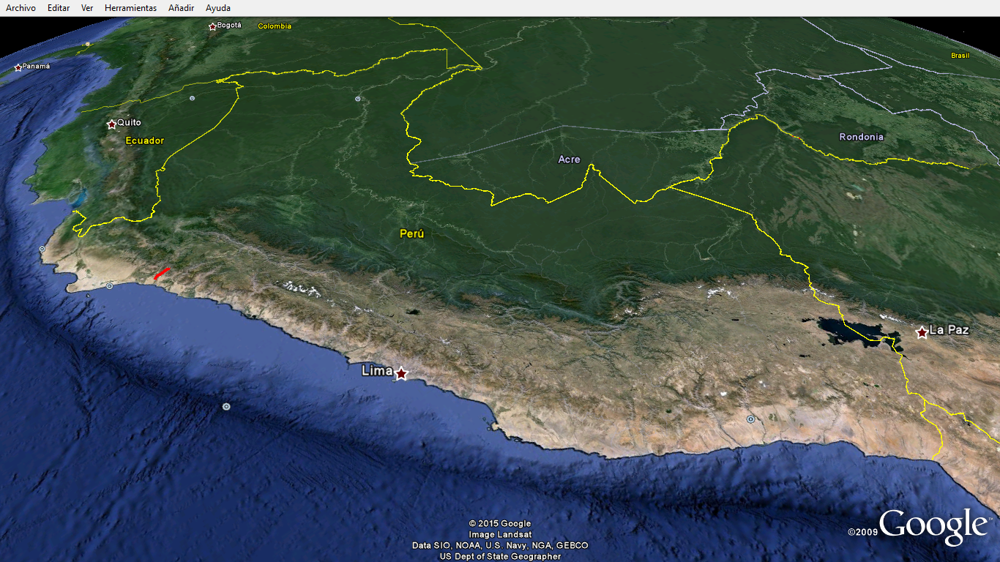 Archivo Editar Ver Herramientas Añadir Ayuda
Bogotá
Colombia
Brasil
Panamá
Quito
Ecuador
Rondonia
Acre
Perú
La Paz
Lima
© 2015 Google
Image Landsat
Data SIO, NOAA, U.S. Navy, NGA, GEBCO
US Dept of State Geographer
©2009 Google™